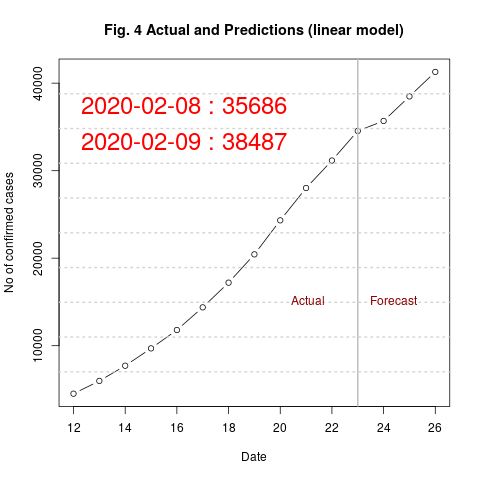 Fig. 4 Actual and Predictions (linear model)
2020-02-08 : 35686
2020-02-09 : 38487
No of confirmed cases
40000
30000
20000
10000
Actual
Forecast
12 14 16 18 20 22 24 26
Date